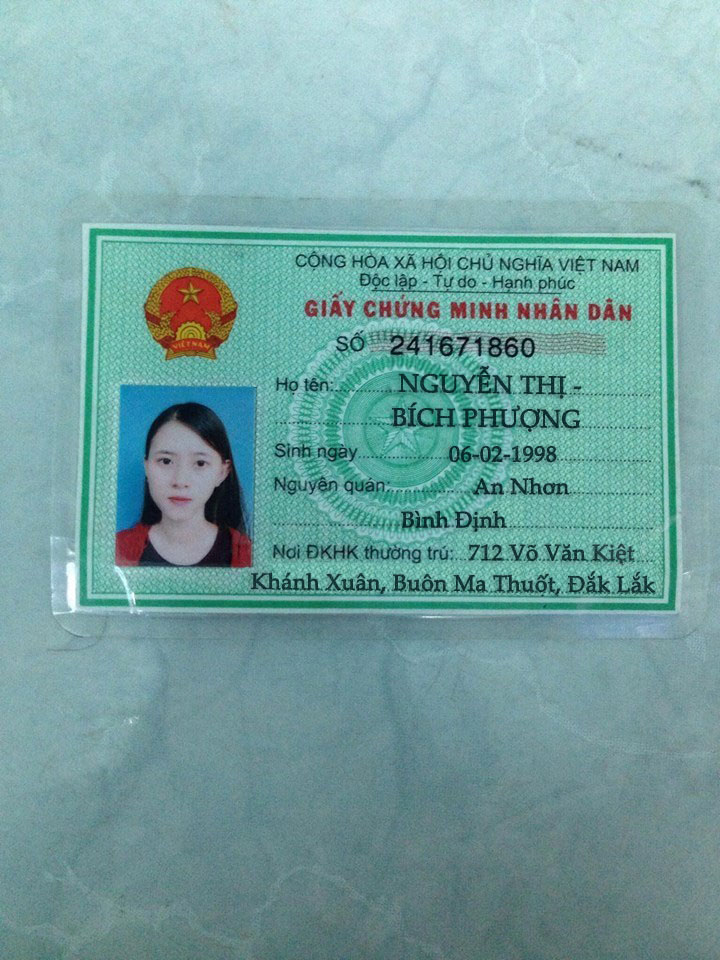 CỘNG HÒA XÃ HỘI CHỦ NGHĨA VIỆT NAM
Độc lập - Tự do - Hạnh phúc
GIẤY CHỨNG MINH NHÂN DÂN
SỐ 241671860
Họ tên: NGUYỄN THỊ -
BÍCH PHƯỢNG
Sinh ngày 06-02-1998
Nguyên quán: An Nhơn
Bình Định
Nơi ĐKHK thường trú: 712 Võ Văn Kiệt
Khánh Xuân, Buôn Ma Thuốt, Đắk Lắk
VIỆT NAM